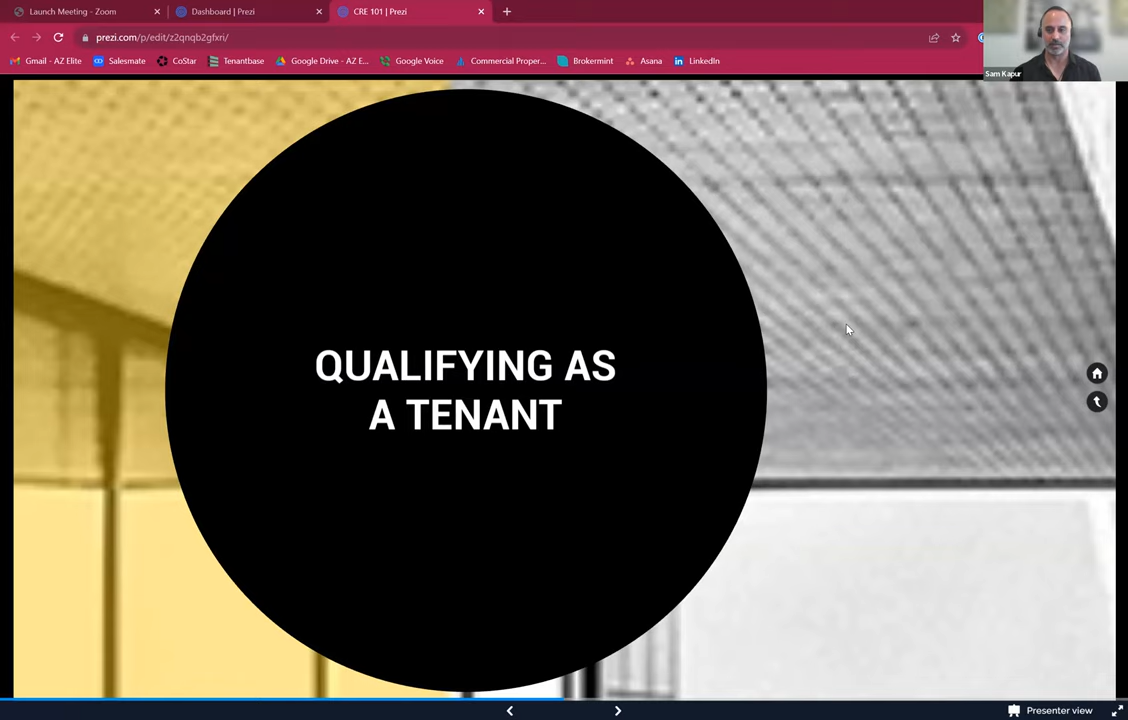 Launch Meeting - Zoom
Dashboard | Prezi
CRE 101 | Prezi
prezi.com/p/edit/z2qnqb2gfxri/
Gmail - AZ Elite
Salesmate
CoStar
Tenantbase
Google Drive - AZ E...
Google Voice
Commercial Proper...
Brokermint
Asana
LinkedIn
Sam Kapur
QUALIFYING AS
A TENANT
Presenter view